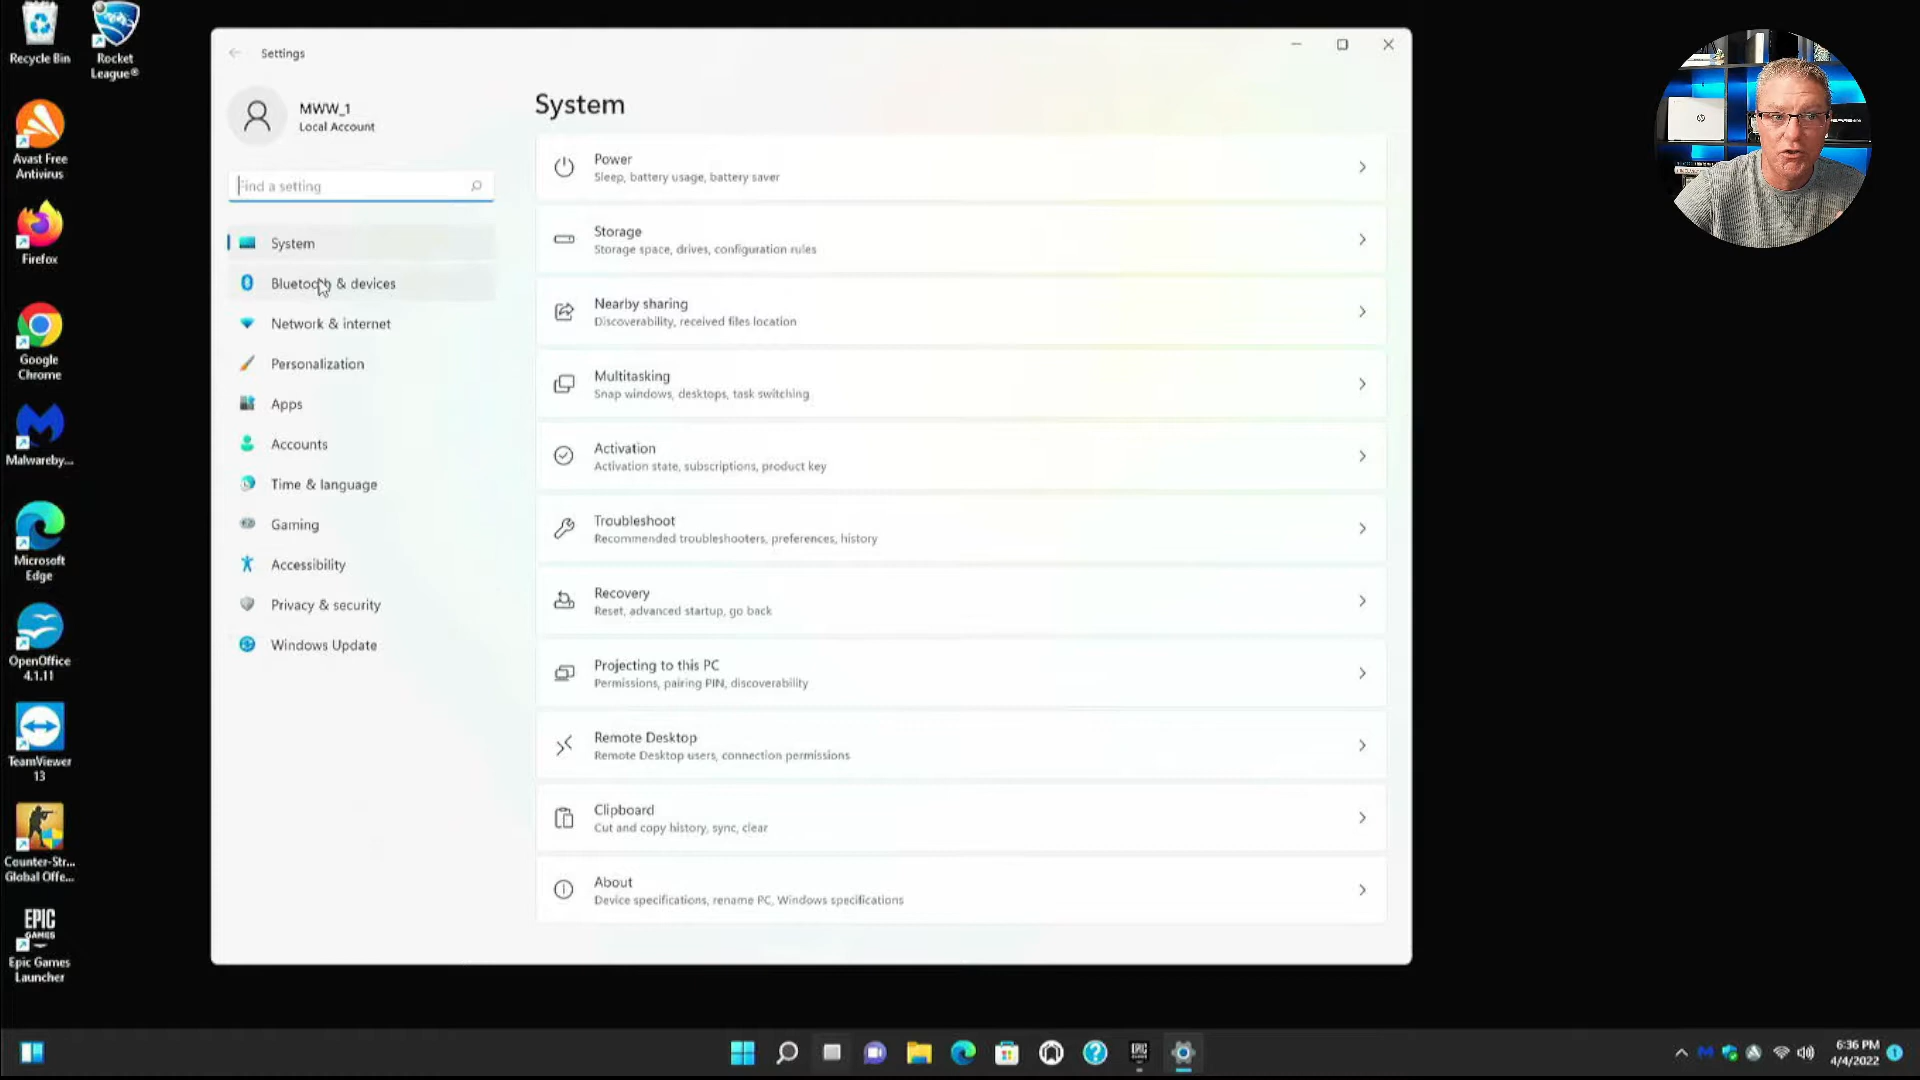 Recycle Bin
Rocket
League®
Avast Free
Antivirus
Firefox
Google
Chrome
Malwareby...
Microsoft
Edge
OpenOffice
4.1.11
TeamViewer
13
Counter-Str...
Global Offe...
EPIC
GAMES
Epic Games
Launcher
Settings
MWW_1
Local Account
Find a setting
System
Bluetooth & devices
Network & internet
Personalization
Apps
Accounts
Time & language
Gaming
Accessibility
Privacy & security
Windows Update
System
Power
Sleep, battery usage, battery saver
Storage
Storage space, drives, configuration rules
Nearby sharing
Discoverability, received files location
Multitasking
Snap windows, desktops, task switching
Activation
Activation state, subscriptions, product key
Troubleshoot
Recommended troubleshooters, preferences, history
Recovery
Reset, advanced startup, go back
Projecting to this PC
Permissions, pairing PIN, discoverability
Remote Desktop
Remote Desktop users, connection permissions
Clipboard
Cut and copy history, sync, clear
About
Device specifications, rename PC, Windows specifications
EPIC
6:36 PM
4/4/2022
1